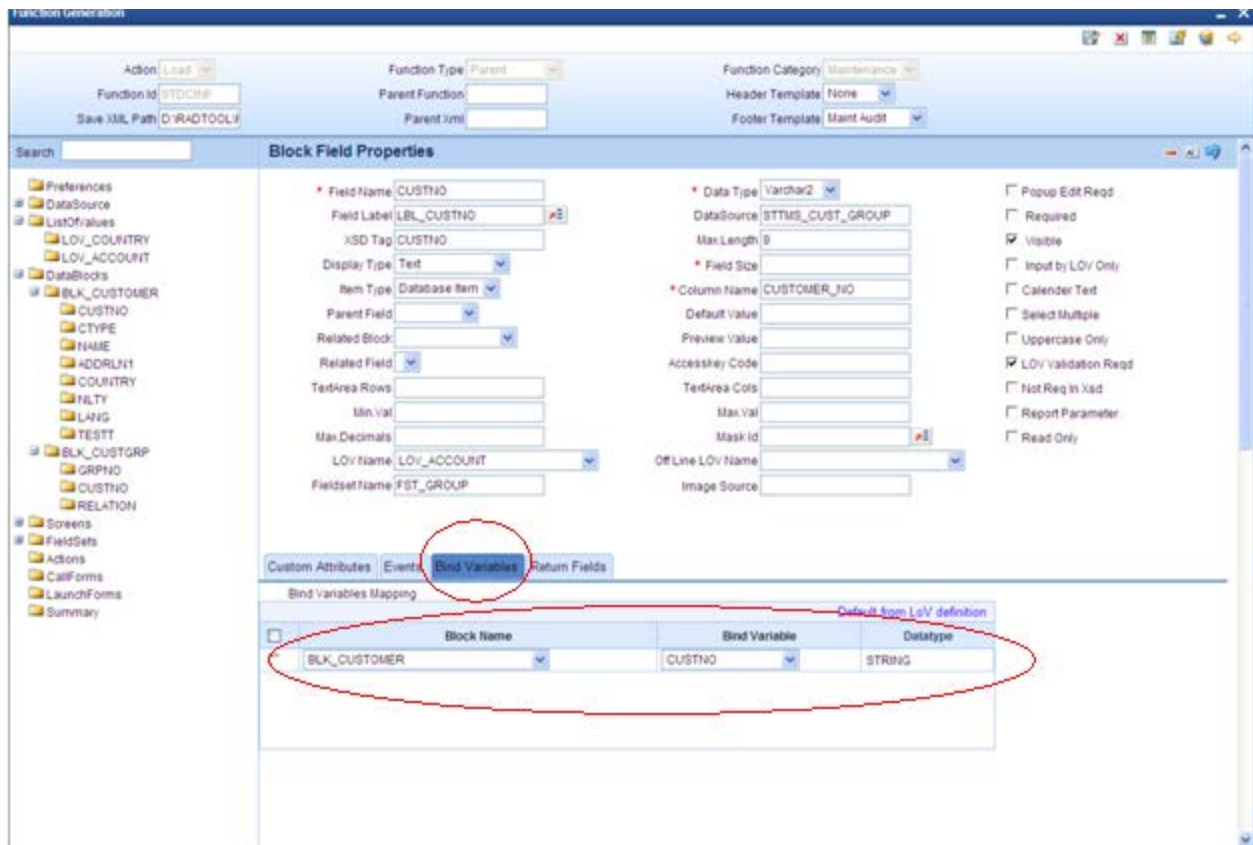 Function Generation
Action Load Function Type Parent Function Category Maintenance
Function Id STDCINF Parent Function Header Template None
Save XML Path D:\RADTOOL\ Parent Xml Footer Template Maint Audit
Search Block Field Properties
Preferences
DataSource
ListOfValues
LOV_COUNTRY
LOV_ACCOUNT
DataBlocks
BLK_CUSTOMER
CUSTNO
CTYPE
NAME
ADDRLN1
COUNTRY
NLTY
LANG
TESTT
BLK_CUSTGRP
GRPNO
CUSTNO
RELATION
Screens
FieldSets
Actions
CallForms
LaunchForms
Summary
* Field Name CUSTNO * Data Type Varchar2 Popup Edit Reqd
Field Label LBL_CUSTNO DataSource STTMS_CUST_GROUP Required
XSD Tag CUSTNO Max.Length 9 Visible
Display Type Text * Field Size Input by LOV Only
Item Type Database Item * Column Name CUSTOMER_NO Calender Text
Parent Field Default Value Select Multiple
Related Block Preview Value Uppercase Only
Related Field Accesskey Code LOV Validation Reqd
TextArea Rows TextArea Cols Not Req In Xsd
Min.Val Max.Val Report Parameter
Max.Decimals Mask Id Read Only
LOV Name LOV_ACCOUNT Off Line LOV Name
Fieldset Name FST_GROUP Image Source
Custom Attributes Events Bind Variables Return Fields
Bind Variables Mapping
Default from LoV definition
Block Name Bind Variable Datatype
BLK_CUSTOMER CUSTNO STRING